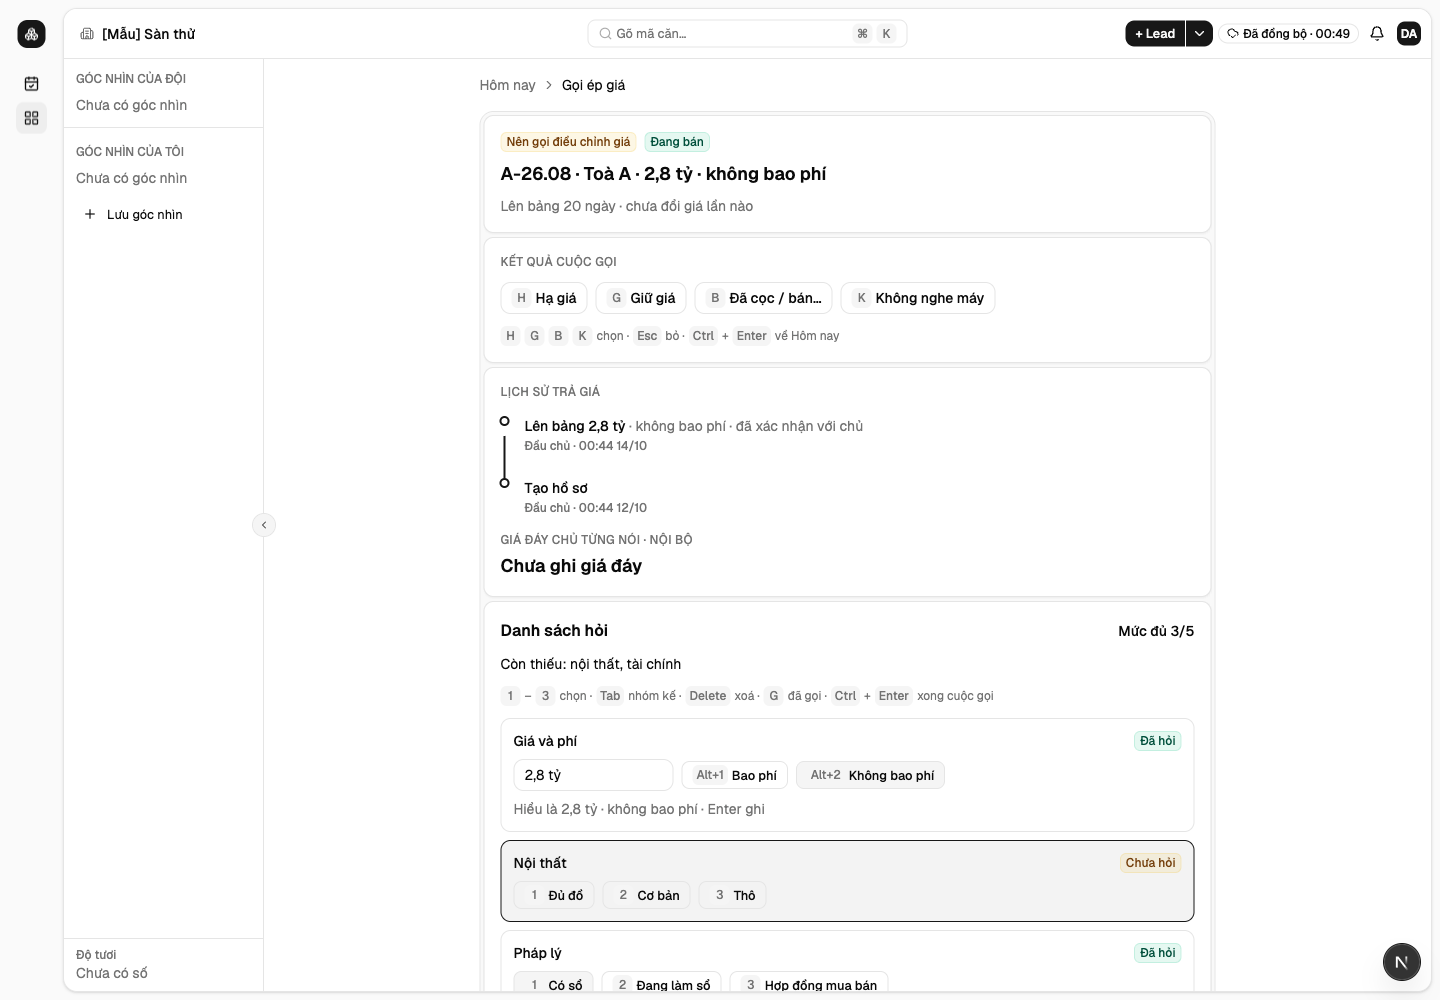 [Mẫu] Sàn thử
Gõ mã căn...
⌘ K
+ Lead
Đã đồng bộ · 00:49
DA
GÓC NHÌN CỦA ĐỘI
Chưa có góc nhìn
GÓC NHÌN CỦA TÔI
Chưa có góc nhìn
+ Lưu góc nhìn
Độ tươi
Chưa có số
Hôm nay > Gọi ép giá
Nên gọi điều chỉnh giá Đang bán
A-26.08 · Toà A · 2,8 tỷ · không bao phí
Lên bảng 20 ngày · chưa đổi giá lần nào
KẾT QUẢ CUỘC GỌI
H Hạ giá G Giữ giá B Đã cọc / bán... K Không nghe máy
H G B K chọn · Esc bỏ · Ctrl + Enter về Hôm nay
LỊCH SỬ TRẢ GIÁ
Lên bảng 2,8 tỷ · không bao phí · đã xác nhận với chủ
Đầu chủ · 00:44 14/10
Tạo hồ sơ
Đầu chủ · 00:44 12/10
GIÁ ĐÁY CHỦ TỪNG NÓI · NỘI BỘ
Chưa ghi giá đáy
Danh sách hỏi Mức đủ 3/5
Còn thiếu: nội thất, tài chính
1 – 3 chọn · Tab nhóm kế · Delete xoá · G đã gọi · Ctrl + Enter xong cuộc gọi
Giá và phí Đã hỏi
2,8 tỷ Alt+1 Bao phí Alt+2 Không bao phí
Hiểu là 2,8 tỷ · không bao phí · Enter ghi
Nội thất Chưa hỏi
1 Đủ đồ 2 Cơ bản 3 Thô
Pháp lý Đã hỏi
1 Có sổ 2 Đang làm sổ 3 Hợp đồng mua bán
N